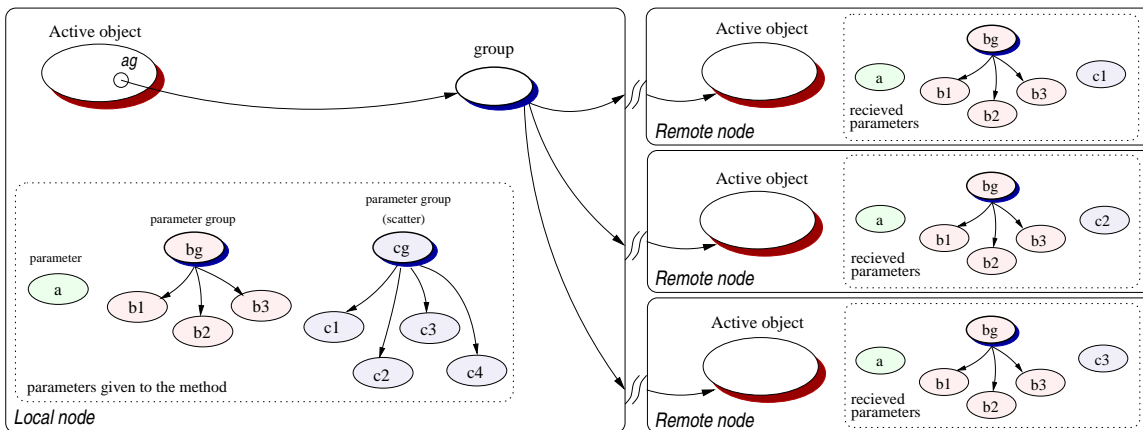 Active object
ag
group
parameter group
parameter group
(scatter)
parameter
bg
cg
a
b1
b2
b3
c1
c2
c3
c4
parameters given to the method
Local node
Active object
Remote node
bg
a
b1
b2
b3
c1
recieved
parameters
Active object
Remote node
bg
a
b1
b2
b3
c2
recieved
parameters
Active object
Remote node
bg
a
b1
b2
b3
c3
recieved
parameters